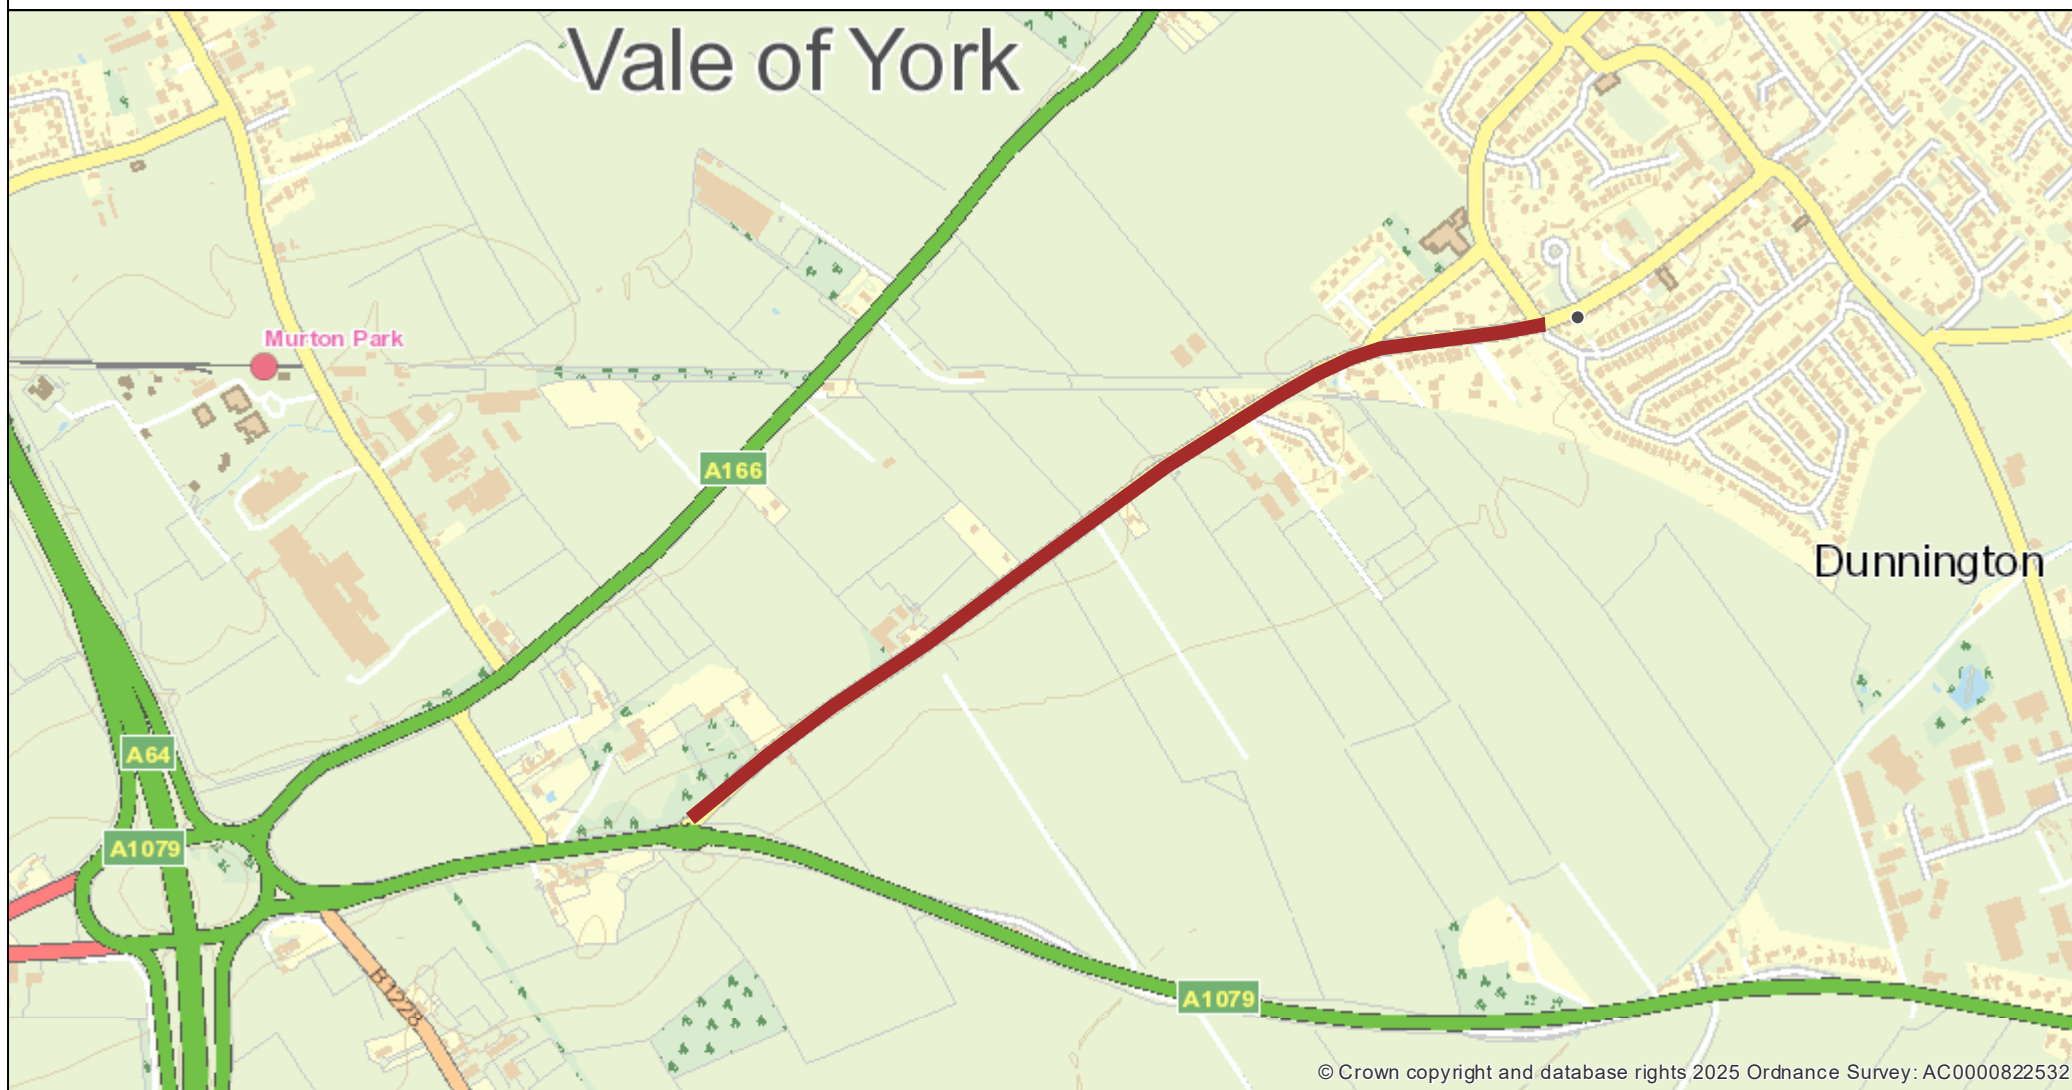 Vale of York
Murton Park
A166
Dunnington
A64
A1079
A1079
B1228
© Crown copyright and database rights 2025 Ordnance Survey: AC0000822532